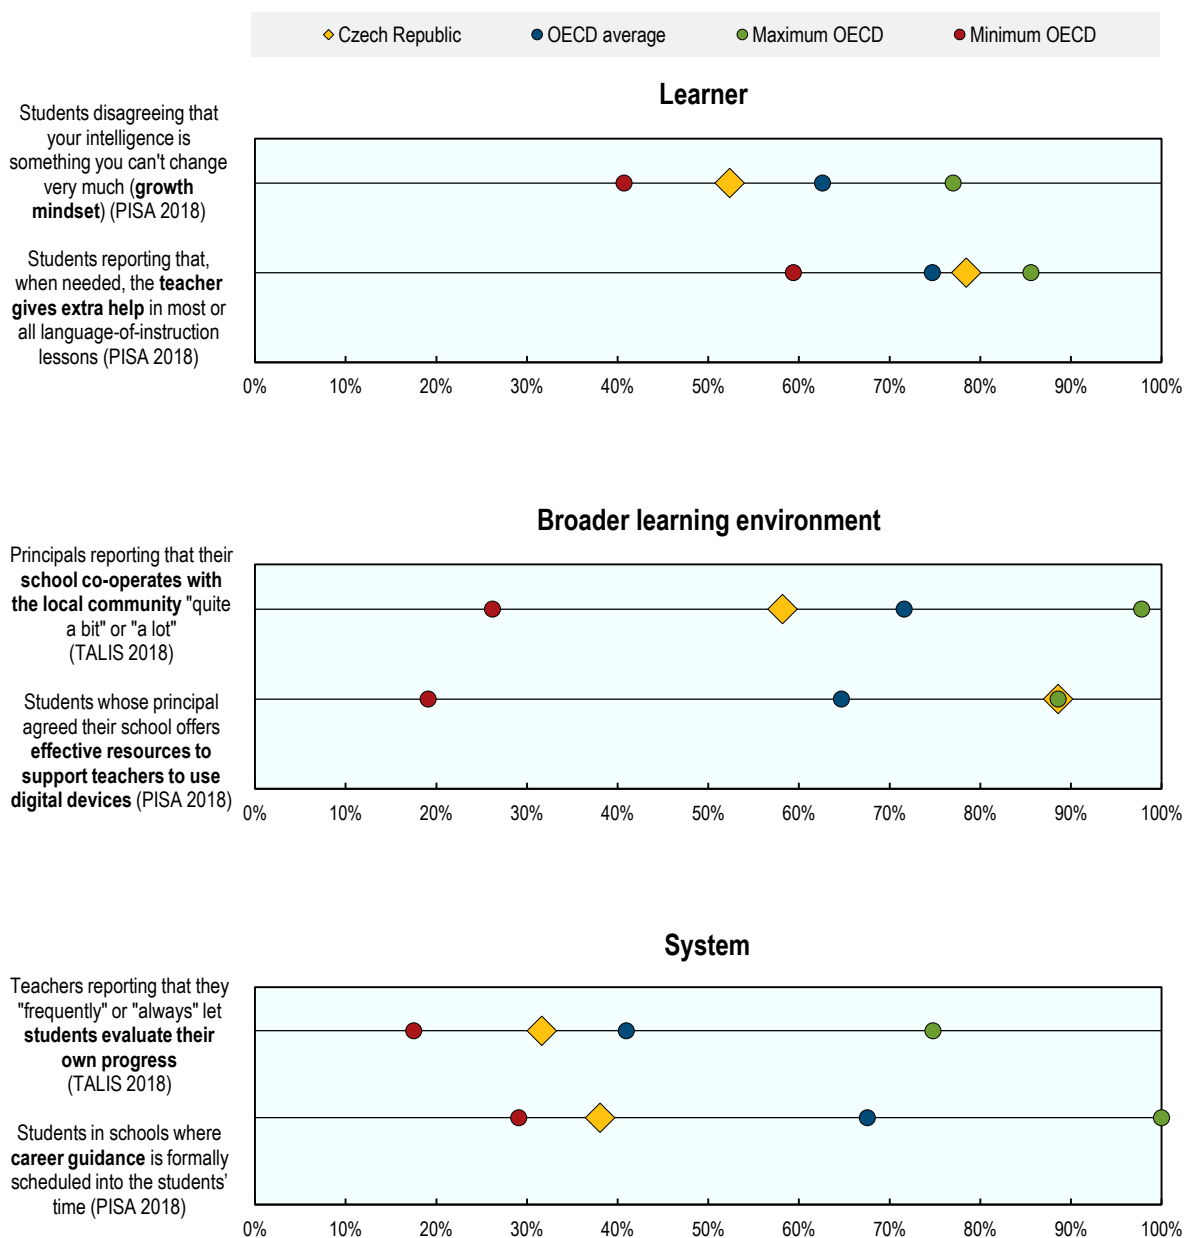 Czech Republic OECD average Maximum OECD Minimum OECD
Learner
Students disagreeing that
your intelligence is
something you can't change
very much (growth
mindset) (PISA 2018)
Students reporting that,
when needed, the teacher
gives extra help in most or
all language-of-instruction
lessons (PISA 2018)
0% 10% 20% 30% 40% 50% 60% 70% 80% 90% 100%
Broader learning environment
Principals reporting that their
school co-operates with
the local community "quite
a bit" or "a lot"
(TALIS 2018)
Students whose principal
agreed their school offers
effective resources to
support teachers to use
digital devices (PISA 2018)
0% 10% 20% 30% 40% 50% 60% 70% 80% 90% 100%
System
Teachers reporting that they
"frequently" or "always" let
students evaluate their
own progress
(TALIS 2018)
Students in schools where
career guidance is formally
scheduled into the students’
time (PISA 2018)
0% 10% 20% 30% 40% 50% 60% 70% 80% 90% 100%